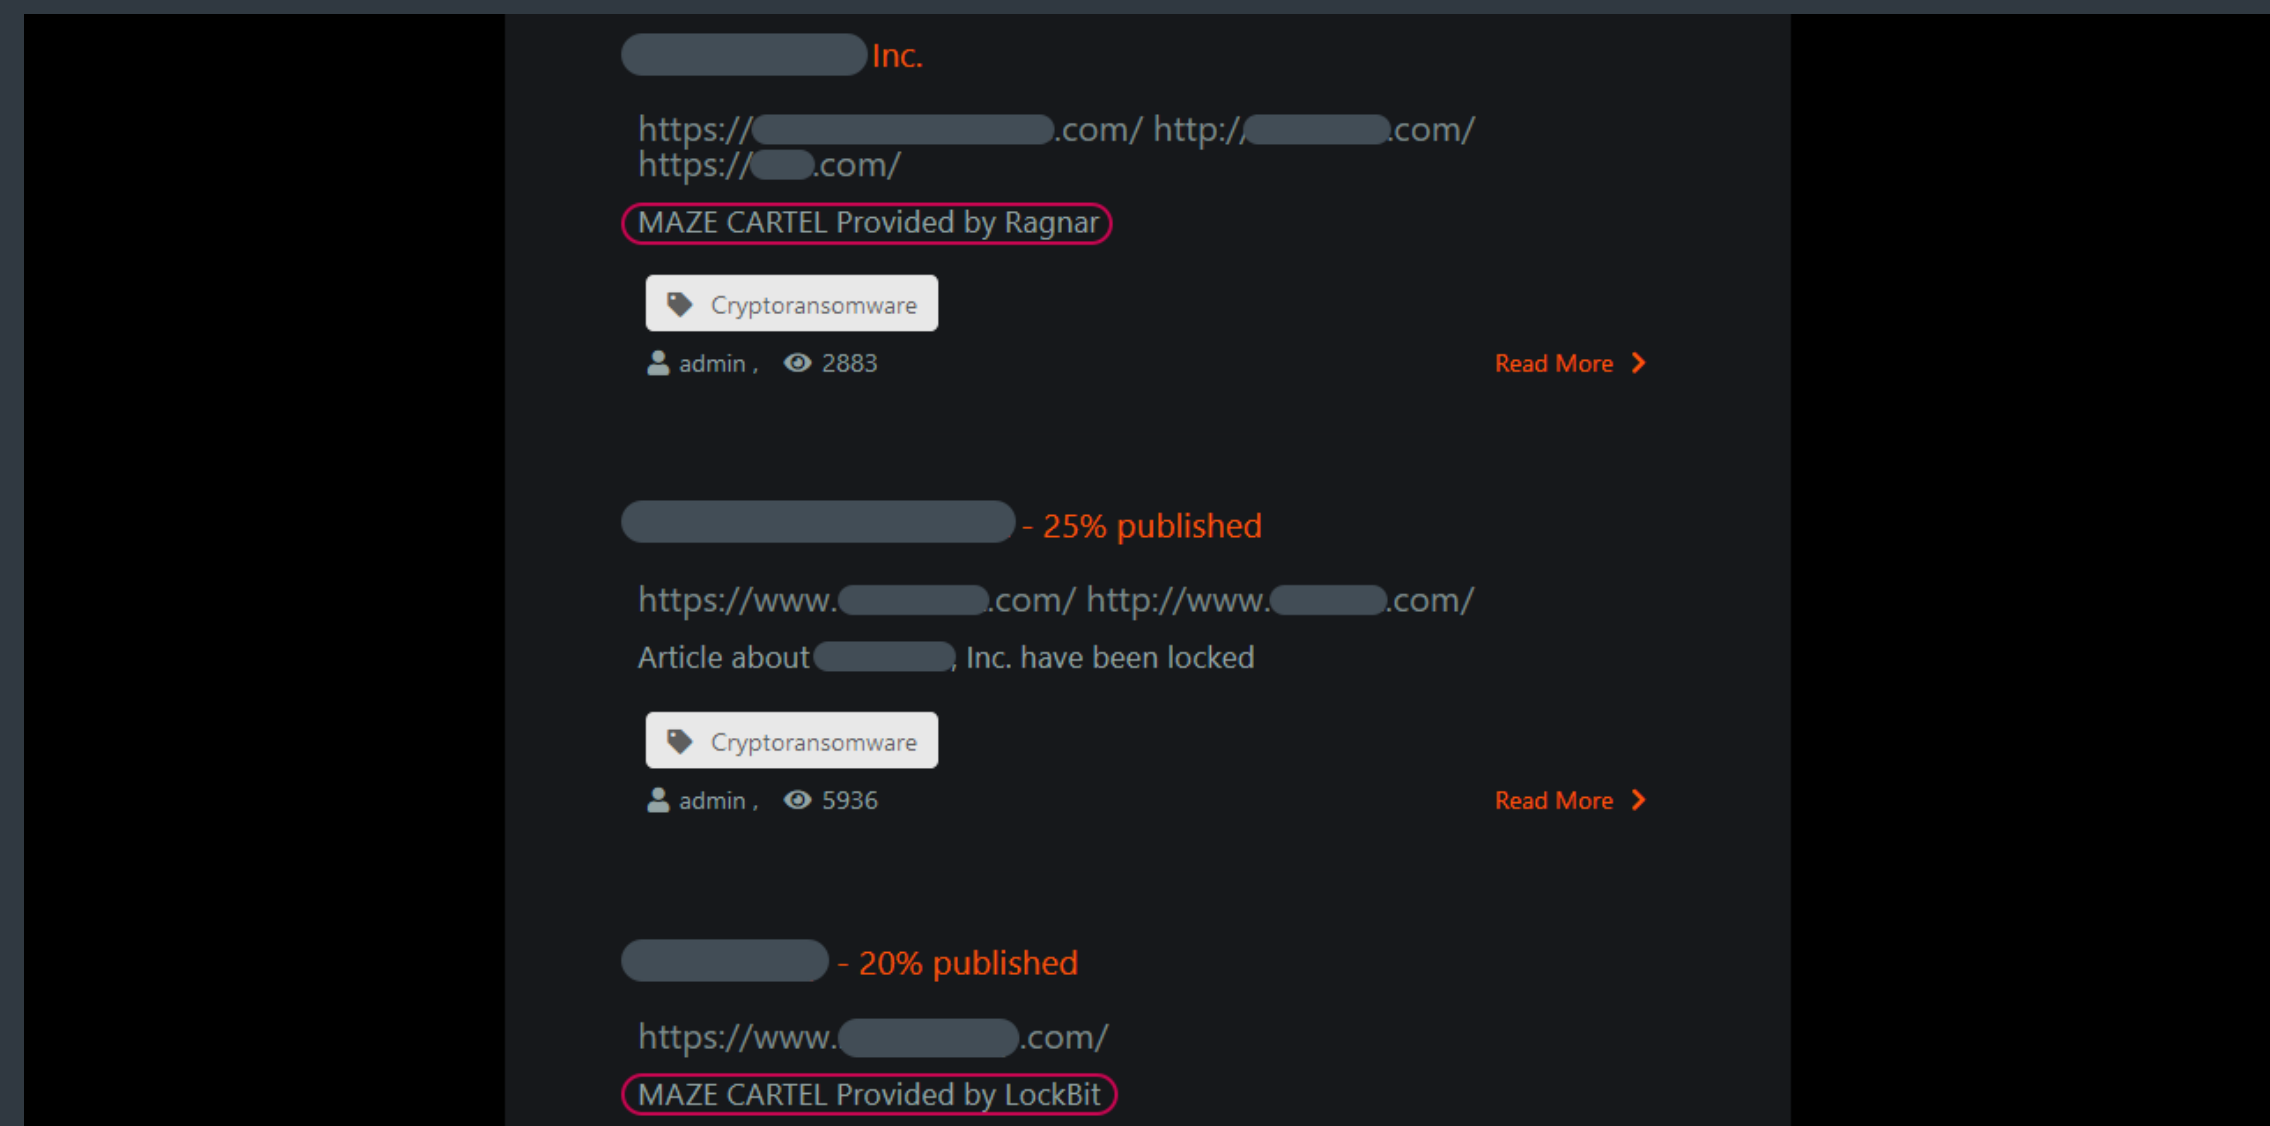 Inc.
https:// .com/ http:// .com/
https:// .com/
MAZE CARTEL Provided by Ragnar
Cryptoransomware
admin , 2883
Read More
- 25% published
https://www. .com/ http://www. .com/
Article about , Inc. have been locked
Cryptoransomware
admin , 5936
Read More
- 20% published
https://www. .com/
MAZE CARTEL Provided by LockBit